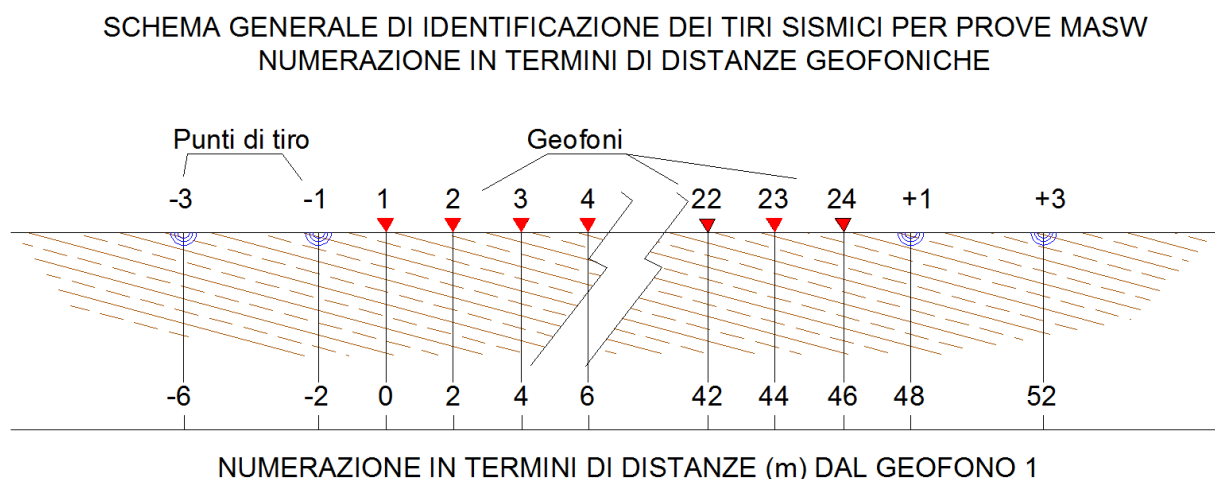 SCHEMA GENERALE DI IDENTIFICAZIONE DEI TIRI SISMICI PER PROVE MASW
NUMERAZIONE IN TERMINI DI DISTANZE GEOFONICHE
Punti di tiro Geofoni
-3 -1 1 2 3 4 22 23 24 +1 +3
-6 -2 0 2 4 6 42 44 46 48 52
NUMERAZIONE IN TERMINI DI DISTANZE (m) DAL GEOFONO 1